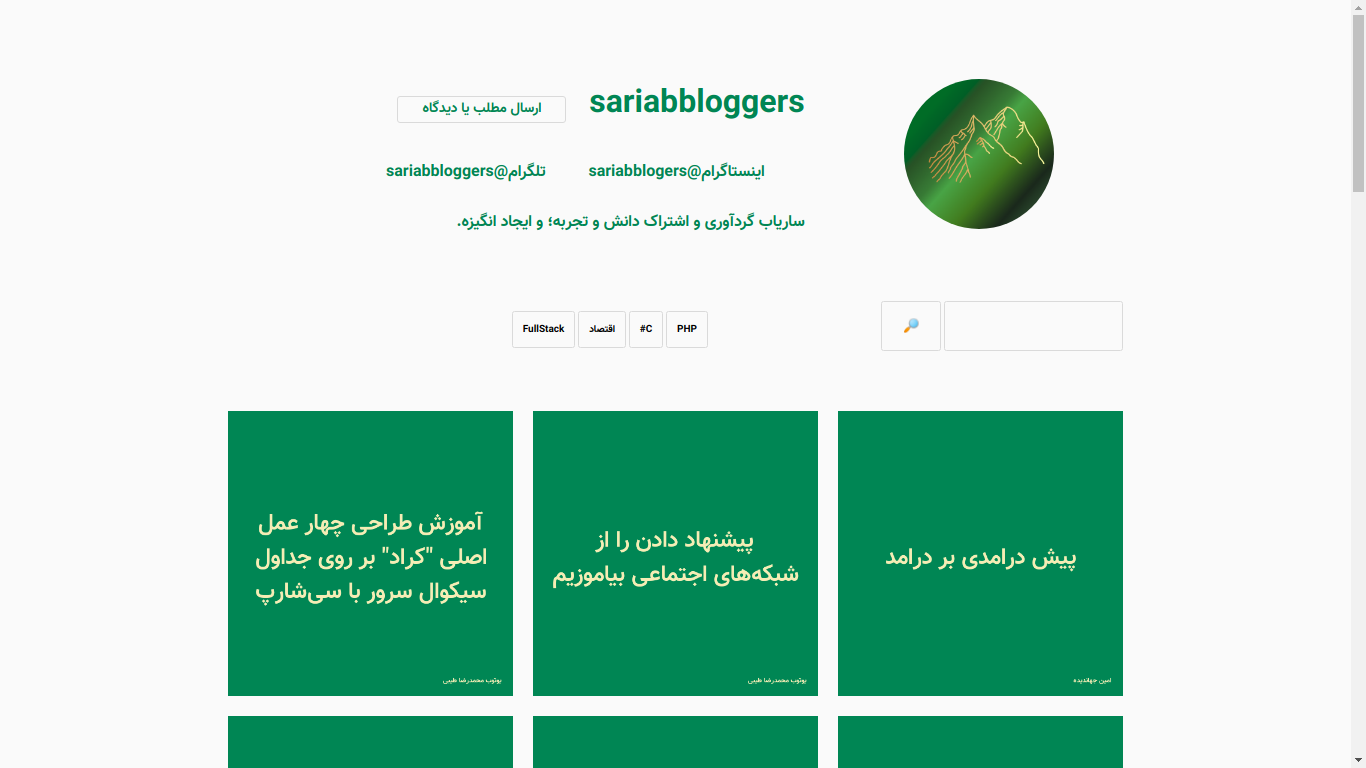 sariabbloggers
ارسال مطلب یا دیدگاه
اینستاگرام@sariabblogers
تلگرام@sariabbloggers
ساریاب گردآوری و اشتراک دانش و تجربه؛ و ایجاد انگیزه.
PHP
#C
اقتصاد
FullStack
پیش درامدی بر درامد
امین جهاندیده
پیشنهاد دادن را از
شبکه‌های اجتماعی بیاموزیم
یوتوب محمدرضا طیبی
آموزش طراحی چهار عمل
اصلی "کراد" بر روی جداول
سیکوال سرور با سی‌شارپ
یوتوب محمدرضا طیبی